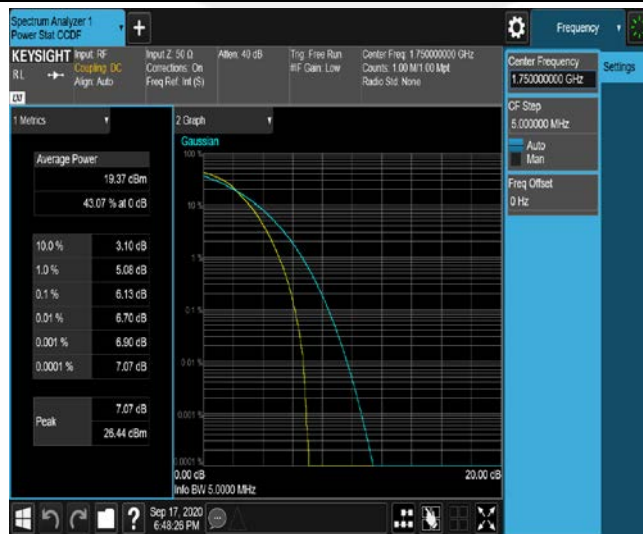 Spectrum Analyzer 1
Power Stat CCDF
+
Frequency
KEYSIGHT
RL
LXI
Input: RF
Coupling: DC
Align: Auto
Input Z: 50 Ω
Corrections: On
Freq Ref: Int (S)
Atten: 40 dB
Trig: Free Run
#IF Gain: Low
Center Freq: 1.750000000 GHz
Counts: 1.00 M/1.00 Mpt
Radio Std: None
Center Frequency
1.750000000 GHz
Settings
CF Step
5.000000 MHz
Auto
Man
Freq Offset
0 Hz
1 Metrics
Average Power
19.37 dBm
43.07 % at 0 dB
10.0 % 3.10 dB
1.0 % 5.08 dB
0.1 % 6.13 dB
0.01 % 6.70 dB
0.001 % 6.90 dB
0.0001 % 7.07 dB
Peak 7.07 dB
26.44 dBm
2 Graph
Gaussian
100 %
10 %
1 %
0.1 %
0.01 %
0.001 %
0.0001 %
0.00 dB 20.00 dB
Info BW 5.0000 MHz
?
Sep 17, 2020
6:48:26 PM